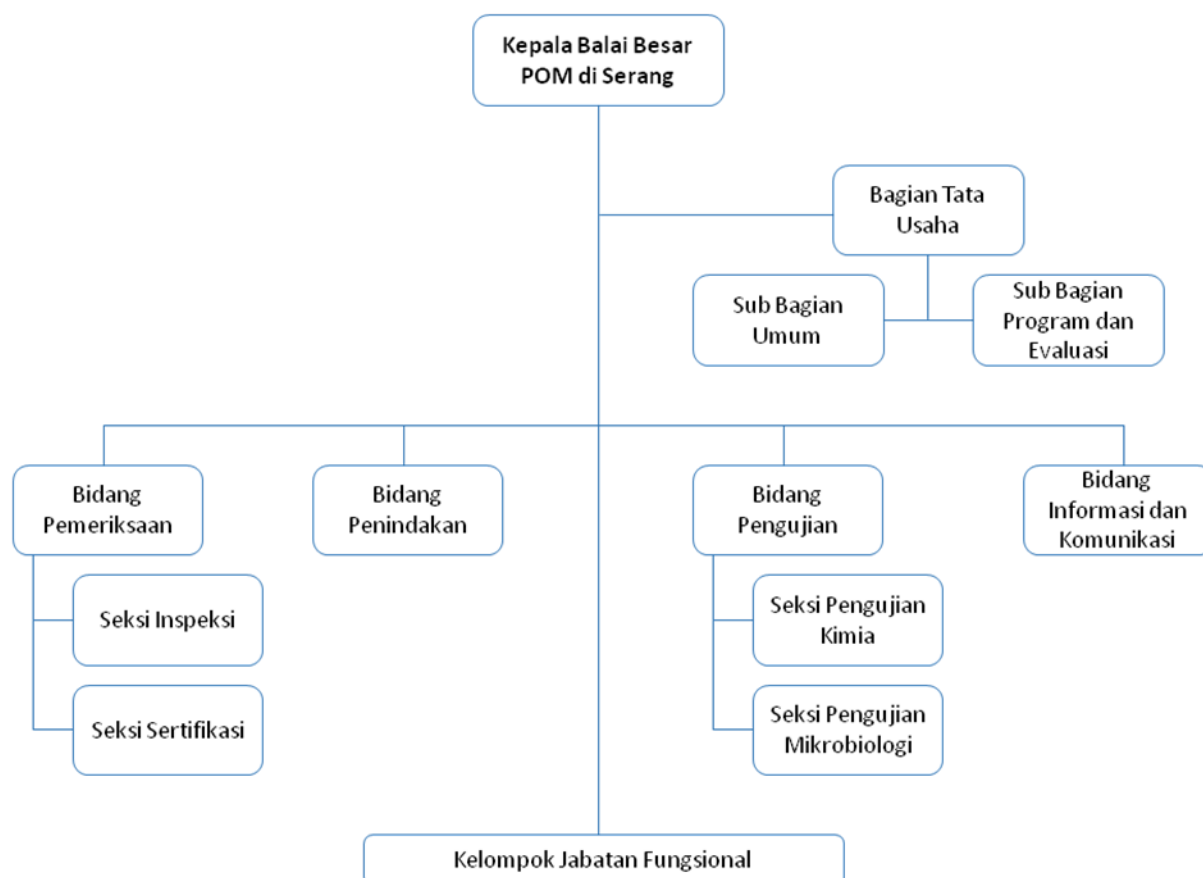 Kepala Balai Besar
POM di Serang
Bagian Tata
Usaha
Sub Bagian
Umum
Sub Bagian
Program dan
Evaluasi
Bidang
Pemeriksaan
Bidang
Penindakan
Bidang
Pengujian
Bidang
Informasi dan
Komunikasi
Seksi Inspeksi
Seksi Sertifikasi
Seksi Pengujian
Kimia
Seksi Pengujian
Mikrobiologi
Kelompok Jabatan Fungsional